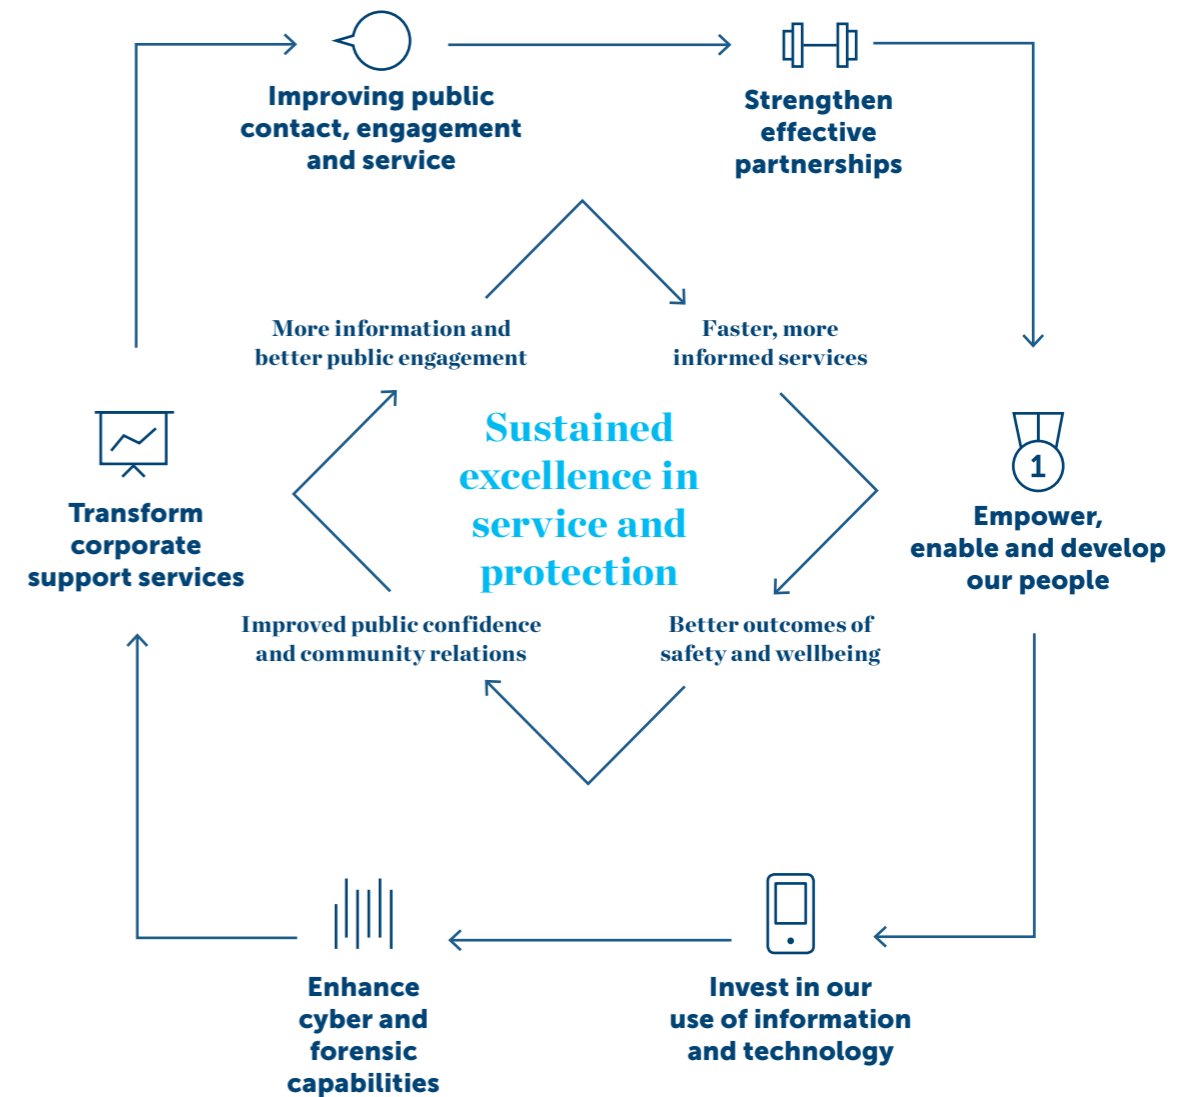 Improving public
contact, engagement
and service
Strengthen
effective
partnerships
More information and
better public engagement
Faster, more
informed services
Sustained
excellence in
service and
protection
Transform
corporate
support services
1
Empower,
enable and develop
our people
Improved public confidence
and community relations
Better outcomes of
safety and wellbeing
Enhance
cyber and
forensic
capabilities
Invest in our
use of information
and technology